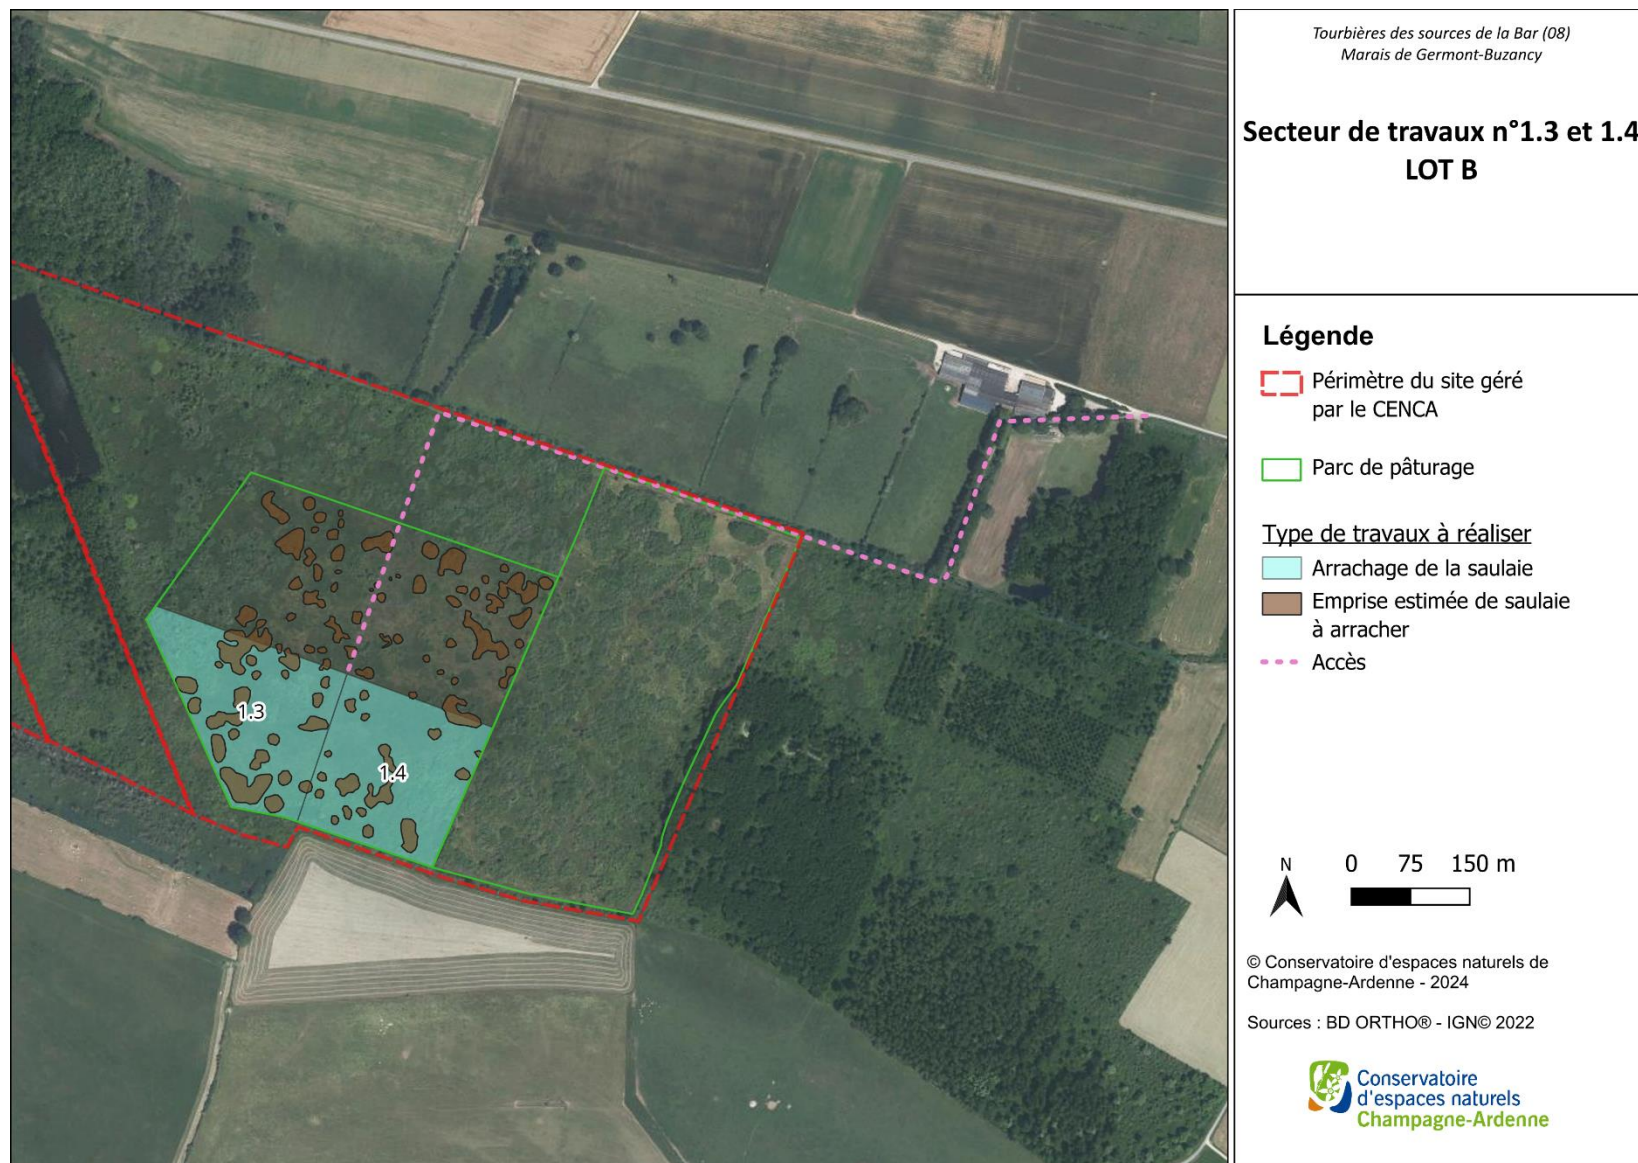 Tourbières des sources de la Bar (08)
Marais de Germont-Buzancy
Secteur de travaux n°1.3 et 1.4
LOT B
Légende
Périmètre du site géré
par le CENCA
Parc de pâturage
Type de travaux à réaliser
Arrachage de la saulaie
Emprise estimée de saulaie
à arracher
Accès
1.3
1.4
N
0 75 150 m
© Conservatoire d'espaces naturels de
Champagne-Ardenne - 2024
Sources : BD ORTHO® - IGN© 2022
Conservatoire
d'espaces naturels
Champagne-Ardenne